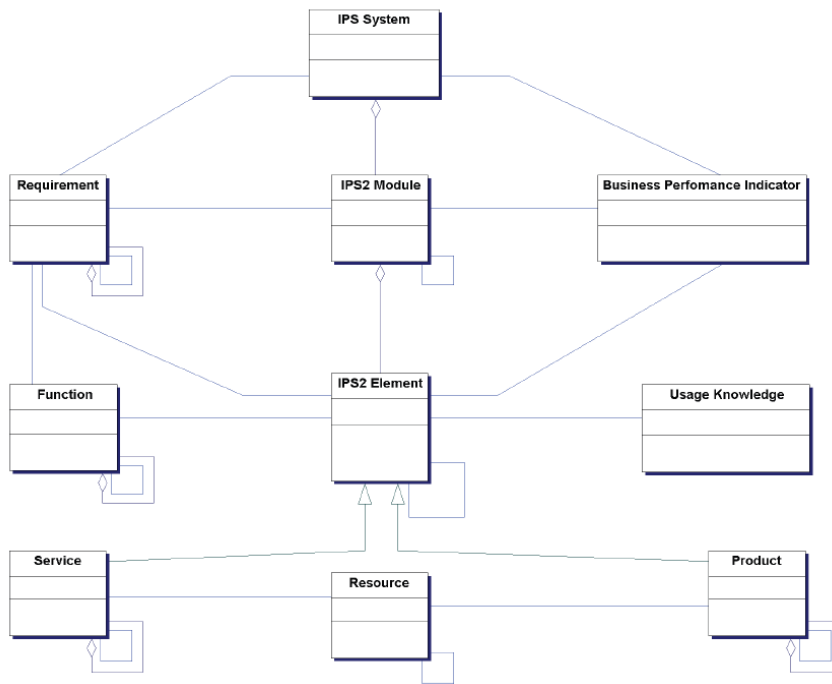 IPS System
Requirement
IPS2 Module
Business Perfomance Indicator
Function
IPS2 Element
Usage Knowledge
Service
Resource
Product